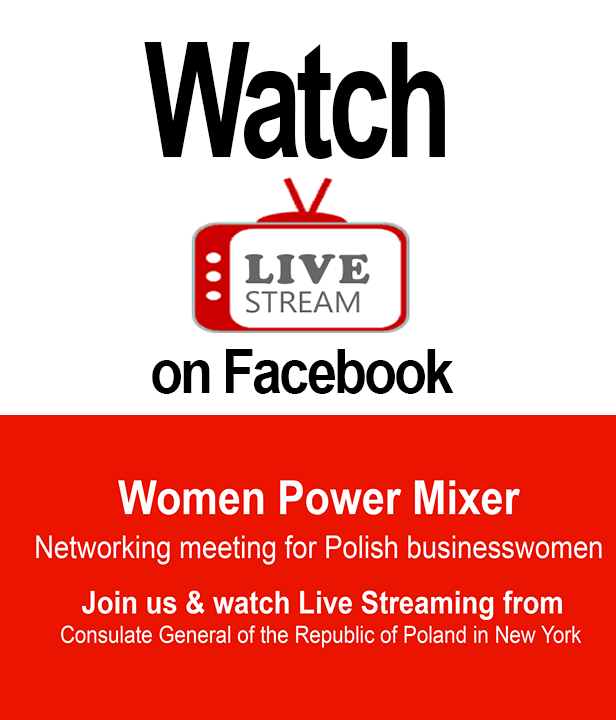 Watch
LIVE
STREAM
on Facebook
Women Power Mixer
Networking meeting for Polish businesswomen
Join us & watch Live Streaming from
Consulate General of the Republic of Poland in New York